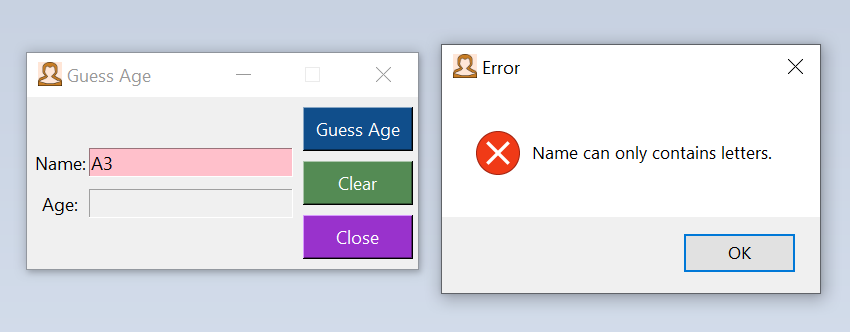 Guess Age
Name: A3
Age:
Guess Age
Clear
Close
Error
Name can only contains letters.
OK